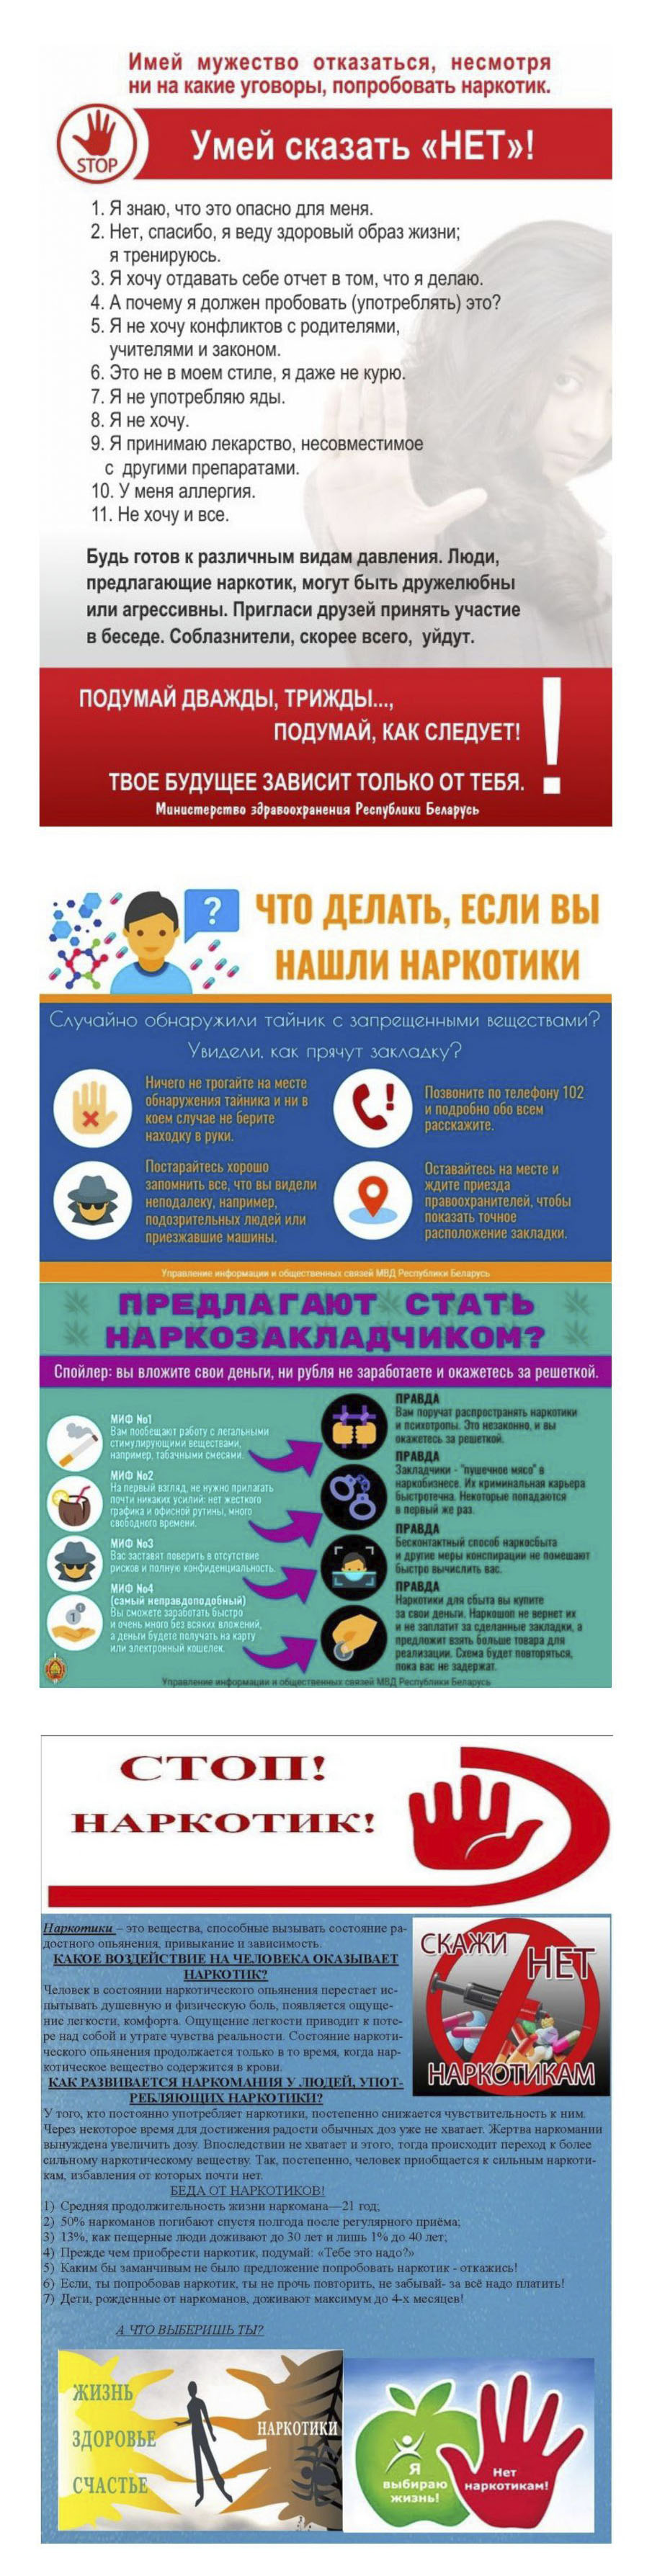 Имей мужество отказаться, несмотря
ни на какие уговоры, попробовать наркотик.
STOP
Умей сказать «НЕТ»!
1. Я знаю, что это опасно для меня.
2. Нет, спасибо, я веду здоровый образ жизни;
я тренируюсь.
3. Я хочу отдавать себе отчет в том, что я делаю.
4. А почему я должен пробовать (употреблять) это?
5. Я не хочу конфликтов с родителями,
учителями и законом.
6. Это не в моем стиле, я даже не курю.
7. Я не употребляю яды.
8. Я не хочу.
9. Я принимаю лекарство, несовместимое
с другими препаратами.
10. У меня аллергия.
11. Не хочу и все.
Будь готов к различным видам давления. Люди,
предлагающие наркотик, могут быть дружелюбны
или агрессивны. Пригласи друзей принять участие
в беседе. Соблазнители, скорее всего, уйдут.
ПОДУМАЙ ДВАЖДЫ, ТРИЖДЫ...,
ПОДУМАЙ, КАК СЛЕДУЕТ!
ТВОЕ БУДУЩЕЕ ЗАВИСИТ ТОЛЬКО ОТ ТЕБЯ.
!
Министерство здравоохранения Республики Беларусь
?
ЧТО ДЕЛАТЬ, ЕСЛИ ВЫ
НАШЛИ НАРКОТИКИ
Случайно обнаружили тайник с запрещенными веществами?
Увидели, как прячут закладку?
Ничего не трогайте на месте
обнаружения тайника и ни в
коем случае не берите
находку в руки.
Позвоните по телефону 102
и подробно обо всем
расскажите.
Постарайтесь хорошо
запомнить все, что вы видели
неподалеку, например,
подозрительных людей или
приезжавшие машины.
Оставайтесь на месте и
ждите приезда
правоохранителей, чтобы
показать точное
расположение закладки.
Управление информации и общественных связей МВД Республики Беларусь
ПРЕДЛАГАЮТ СТАТЬ
НАРКОЗАКЛАДЧИКОМ?
Спойлер: вы вложите свои деньги, ни рубля не заработаете и окажетесь за решеткой.
МИФ №1
Вам пообещают работу с легальными
стимулирующими веществами,
например, табачными смесями.
ПРАВДА
Вам поручат распространять наркотики
и психотропы. Это незаконно, и вы
окажетесь за решеткой.
МИФ №2
На первый взгляд, не нужно прилагать
почти никаких усилий: нет жесткого
графика и офисной рутины, много
свободного времени.
ПРАВДА
Закладчики - "пушечное мясо" в
наркобизнесе. Их криминальная карьера
быстротечна. Некоторые попадаются
в первый же раз.
МИФ №3
Вас заставят поверить в отсутствие
рисков и полную конфиденциальность.
ПРАВДА
Бесконтактный способ наркосбыта
и другие меры конспирации не помешают
быстро вычислить вас.
МИФ №4
(самый неправдоподобный)
Вы сможете заработать быстро
и очень много без всяких вложений,
а деньги будете получать на карту
или электронный кошелек.
ПРАВДА
Наркотики для сбыта вы купите
за свои деньги. Наркошоп не вернет их
и не заплатит за сделанные закладки, а
предложит взять больше товара для
реализации. Схема будет повторяться,
пока вас не задержат.
Управление информации и общественных связей МВД Республики Беларусь
СТОП!
НАРКОТИК!
Наркотики – это вещества, способные вызывать состояние ра-
достного опьянения, привыкание и зависимость.
КАКОЕ ВОЗДЕЙСТВИЕ НА ЧЕЛОВЕКА ОКАЗЫВАЕТ
НАРКОТИК?
Человек в состоянии наркотического опьянения перестает ис-
пытывать душевную и физическую боль, появляется ощуще-
ние легкости, комфорта. Ощущение легкости приводит к поте-
ре над собой и утрате чувства реальности. Состояние наркоти-
ческого опьянения продолжается только в то время, когда нар-
котическое вещество содержится в крови.
СКАЖИ
НЕТ
НАРКОТИКАМ
КАК РАЗВИВАЕТСЯ НАРКОМАНИЯ У ЛЮДЕЙ, УПОТ-
РЕБЛЯЮЩИХ НАРКОТИКИ?
У того, кто постоянно употребляет наркотики, постепенно снижается чувствительность к ним.
Через некоторое время для достижения радости обычных доз уже не хватает. Жертва наркомании
вынуждена увеличить дозу. Впоследствии не хватает и этого, тогда происходит переход к более
сильному наркотическому веществу. Так, постепенно, человек приобщается к сильным наркоти-
кам, избавления от которых почти нет.
БЕДА ОТ НАРКОТИКОВ!
1) Средняя продолжительность жизни наркомана—21 год;
2) 50% наркоманов погибают спустя полгода после регулярного приёма;
3) 13%, как пещерные люди доживают до 30 лет и лишь 1% до 40 лет;
4) Прежде чем приобрести наркотик, подумай: «Тебе это надо?»
5) Каким бы заманчивым не было предложение попробовать наркотик - откажись!
6) Если, ты попробовав наркотик, ты не прочь повторить, не забывай- за всё надо платить!
7) Дети, рожденные от наркоманов, доживают максимум до 4-х месяцев!
А ЧТО ВЫБЕРИШЬ ТЫ?
ЖИЗНЬ
ЗДОРОВЬЕ
СЧАСТЬЕ
НАРКОТИКИ
Я
выбираю
жизнь!
Нет
наркотикам!